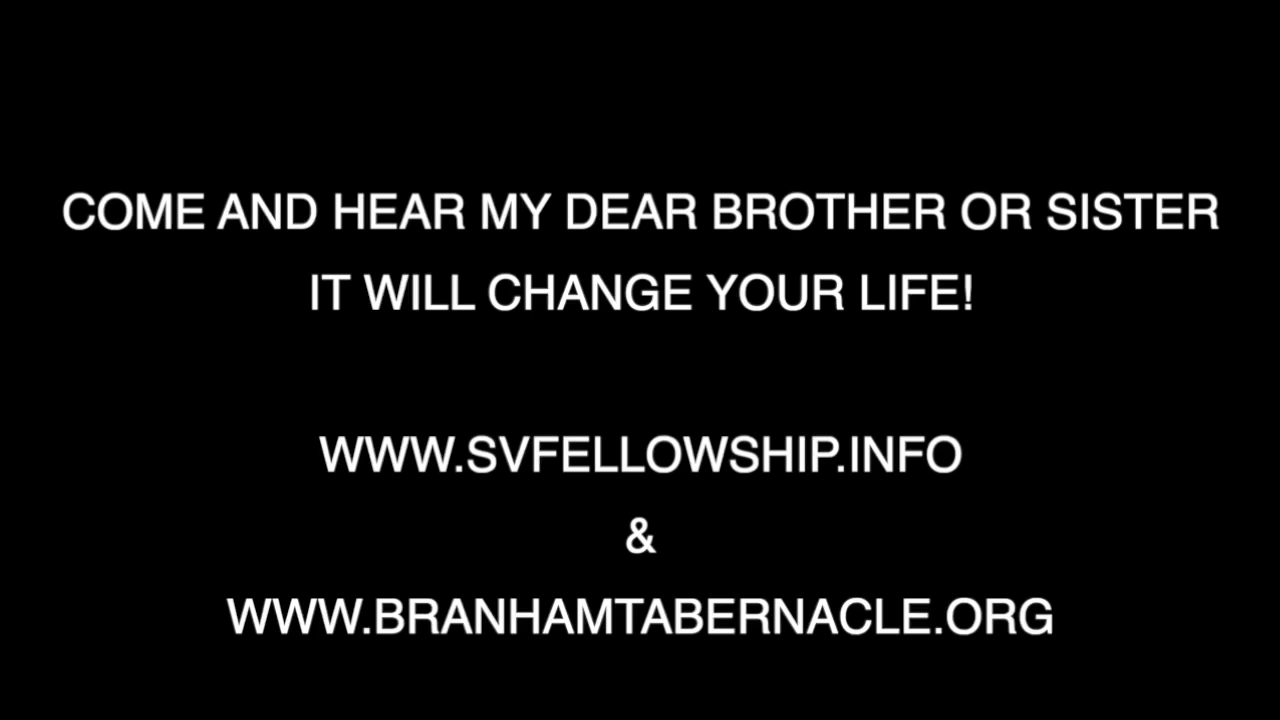 COME AND HEAR MY DEAR BROTHER OR SISTER
IT WILL CHANGE YOUR LIFE!
WWW.SVFELLOWSHIP.INFO
&
WWW.BRANHAMTABERNACLE.ORG